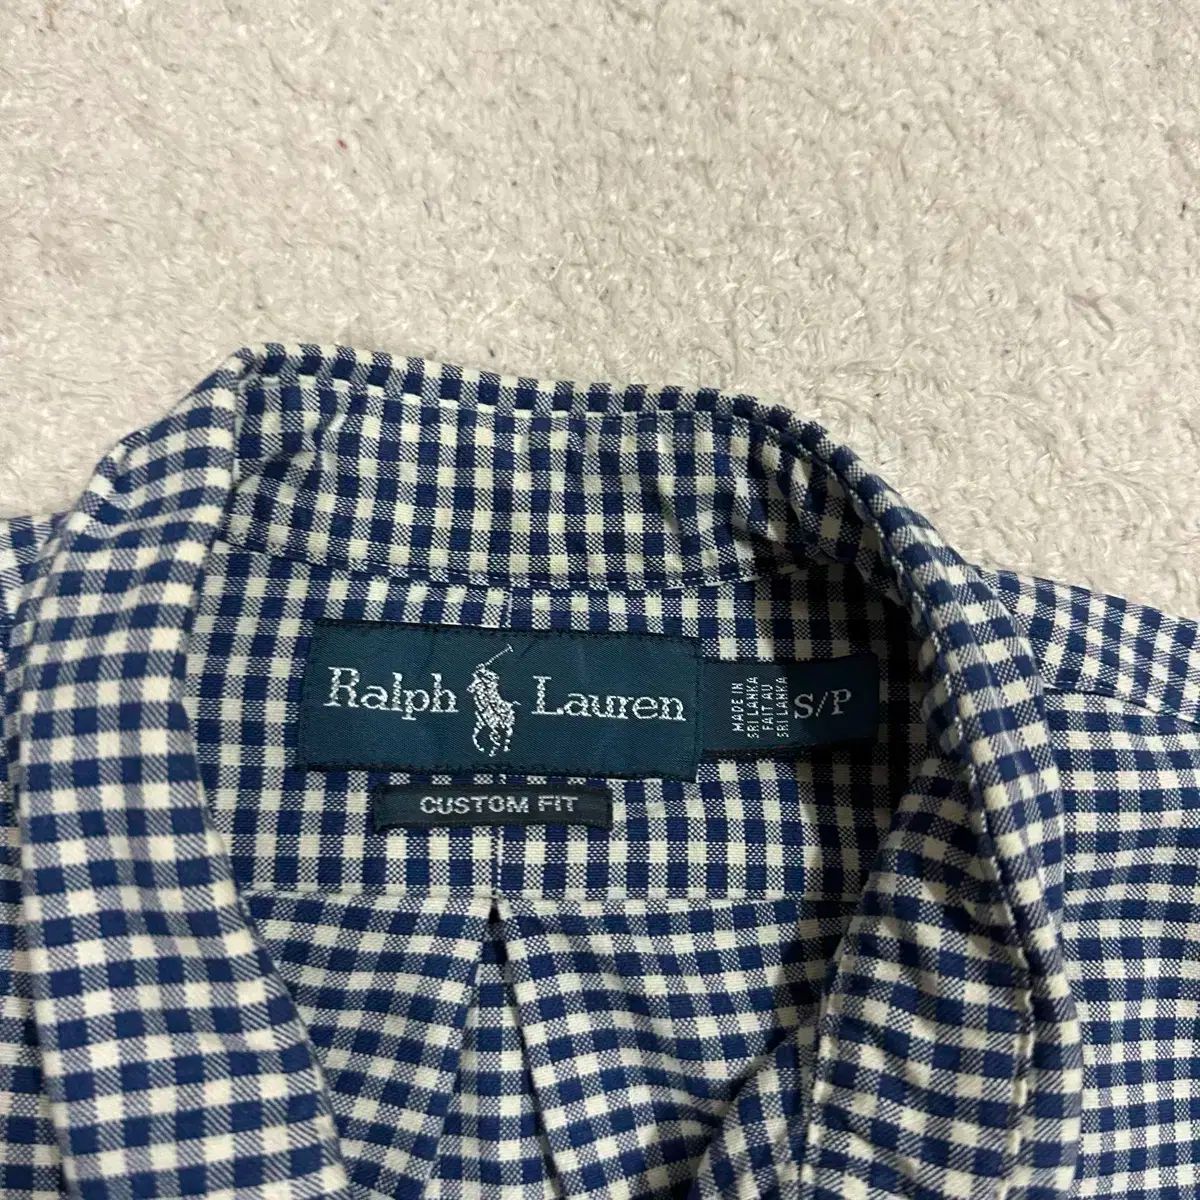 Ralph Lauren
MADE IN
SRI LANKA
FAIT AU
SRI LANKA
S/P
CUSTOM FIT